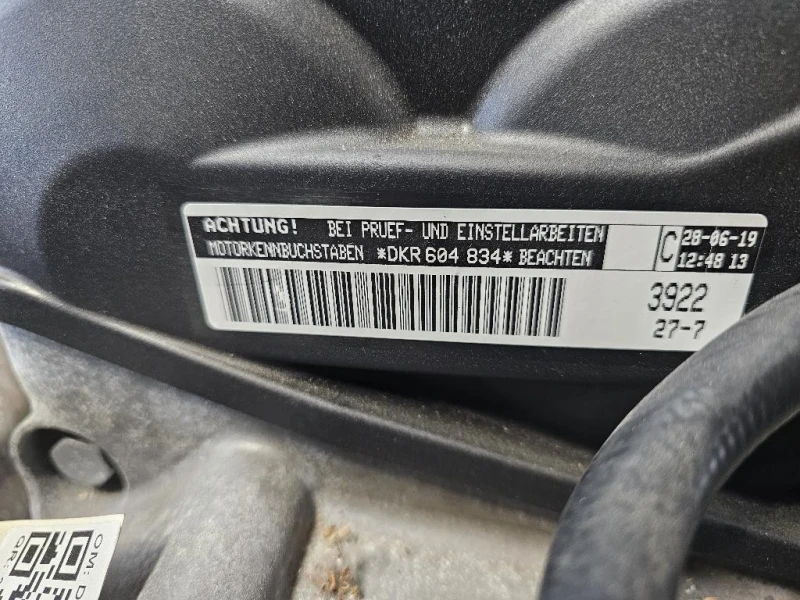 ACHTUNG! BEI PRUEF- UND EINSTELLARBEITEN
MOTORKENNBUCHSTABEN *DKR 604 834* BEACHTEN
C
28-06-19
12:48 13
3922
27-7